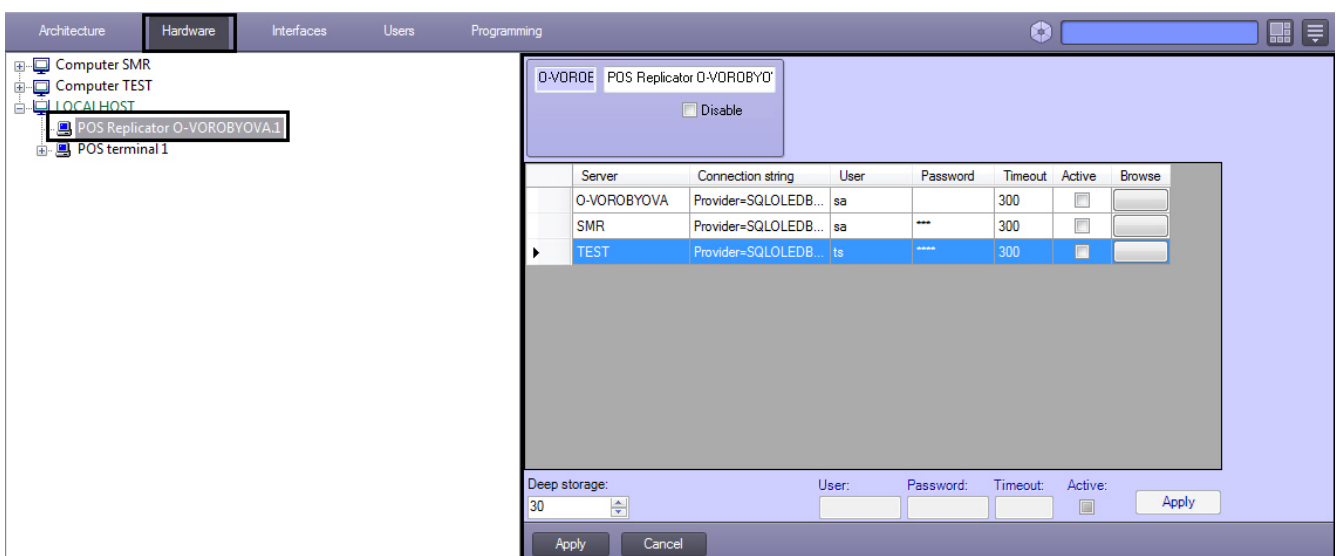 Architecture Hardware Interfaces Users Programming
Computer SMR
Computer TEST
LOCALHOST
POS Replicator O-VOROBYOVA.1
POS terminal 1
O-VOROE POS Replicator O-VOROBYO'
Disable
Server Connection string User Password Timeout Active Browse
O-VOROBYOVA Provider=SQLOLEDB... sa 300
SMR Provider=SQLOLEDB... sa *** 300
TEST Provider=SQLOLEDB... ts **** 300
Deep storage: User: Password: Timeout: Active:
30 Apply
Apply Cancel